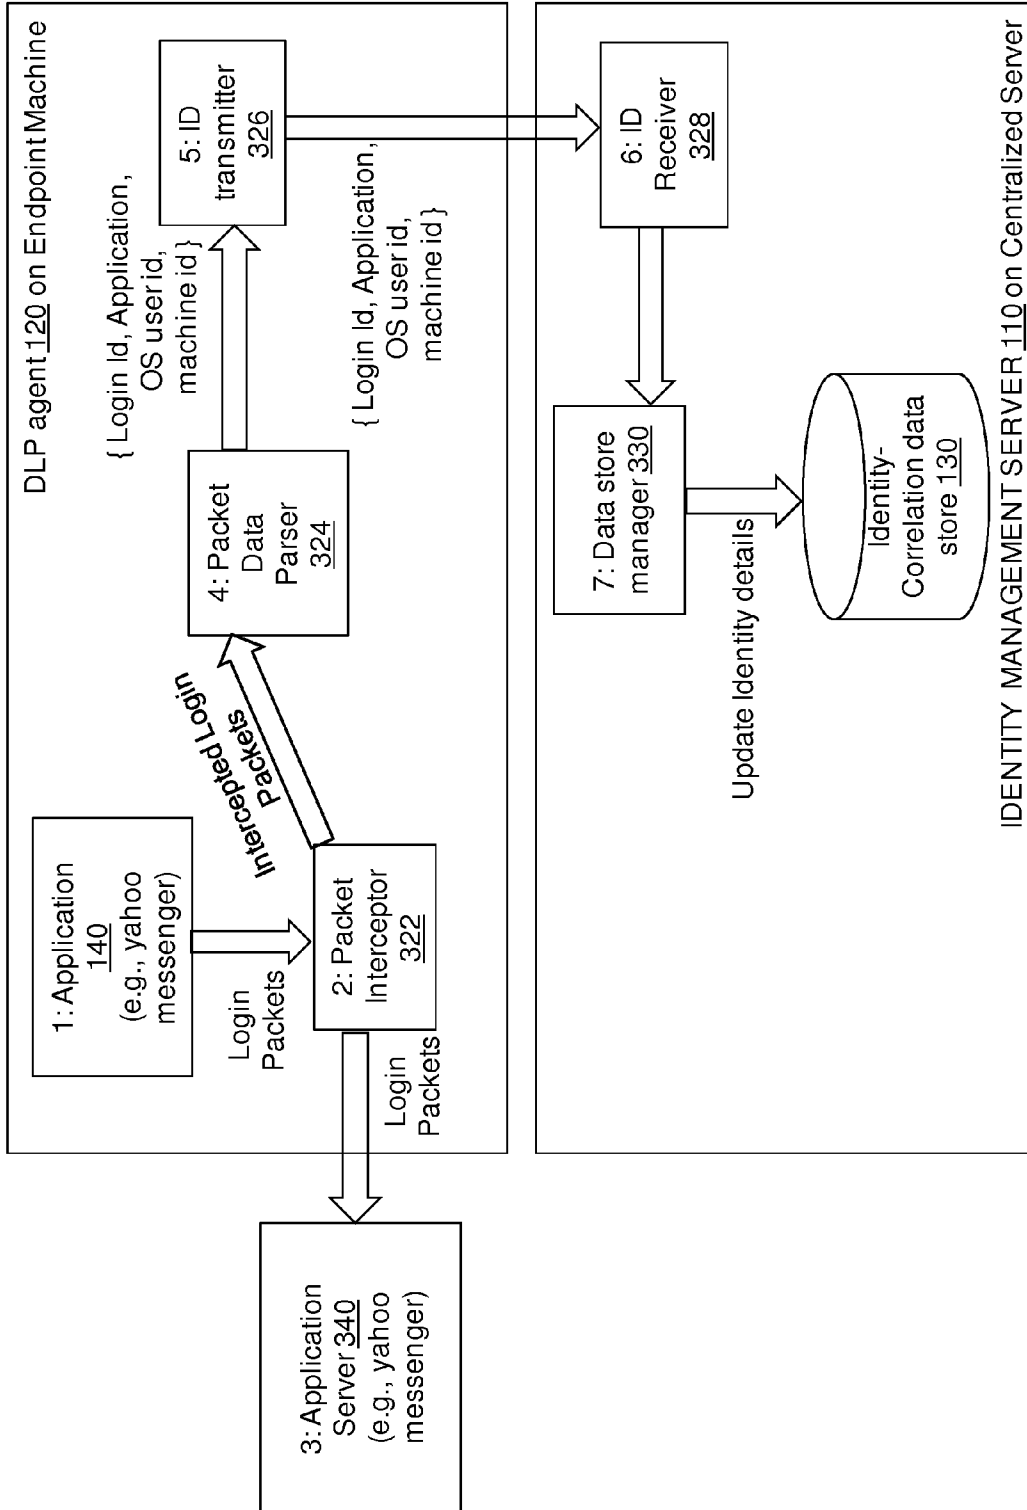 DLP agent 120 on Endpoint Machine
1: Application
140
(e.g., yahoo
messenger)
Login
Packets
2: Packet
Interceptor
322
Login
Packets
3: Application
Server 340
(e.g., yahoo
messenger)
Intercepted Login
Packets
4: Packet
Data
Parser
324
{ Login Id, Application,
OS user id,
machine id }
5: ID
transmitter
326
{ Login Id, Application,
OS user id,
machine id }
6: ID
Receiver
328
7: Data store
manager 330
Update Identity details
Identity-
Correlation data
store 130
IDENTITY MANAGEMENT SERVER 110 on Centralized Server